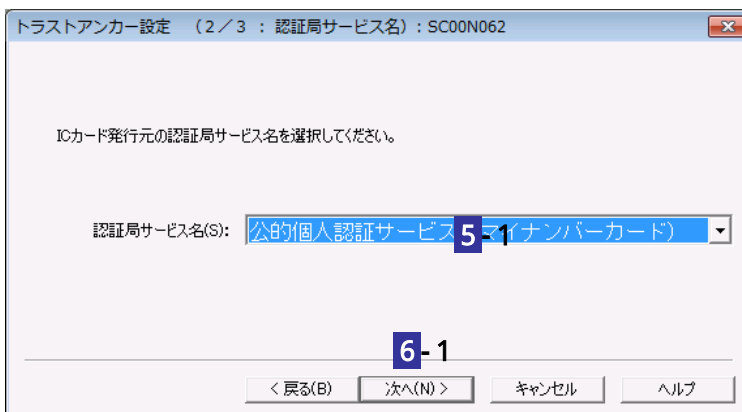 トラストアンカー設定 (2/3 : 認証局サービス名) : SC00N062
ICカード発行元の認証局サービス名を選択してください。
認証局サービス名(S): 公的個人認証サービス マイナンバーカード)
5-1
6-1
< 戻る(B) 次へ(N) > キャンセル ヘルプ